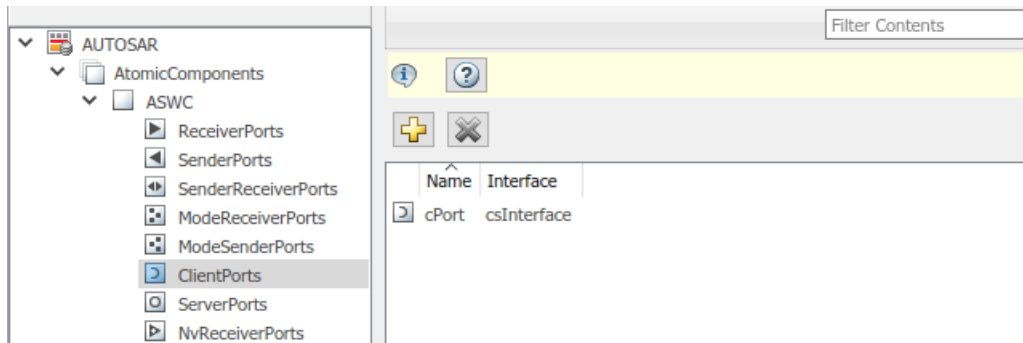 Filter Contents
AUTOSAR
AtomicComponents
ASWC
ReceiverPorts
SenderPorts
SenderReceiverPorts
ModeReceiverPorts
ModeSenderPorts
ClientPorts
ServerPorts
NvReceiverPorts
Name Interface
cPort csInterface